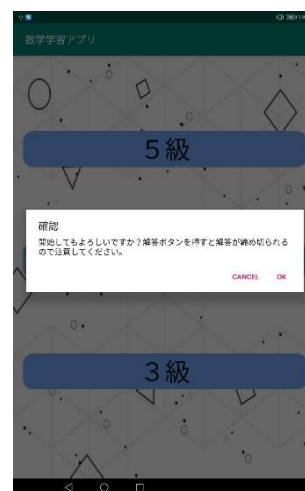 数学学習アプリ
5級
確認
開始してもよろしいですか？解答ボタンを押すと解答が締め切られる
ので注意してください。
CANCEL OK
3級